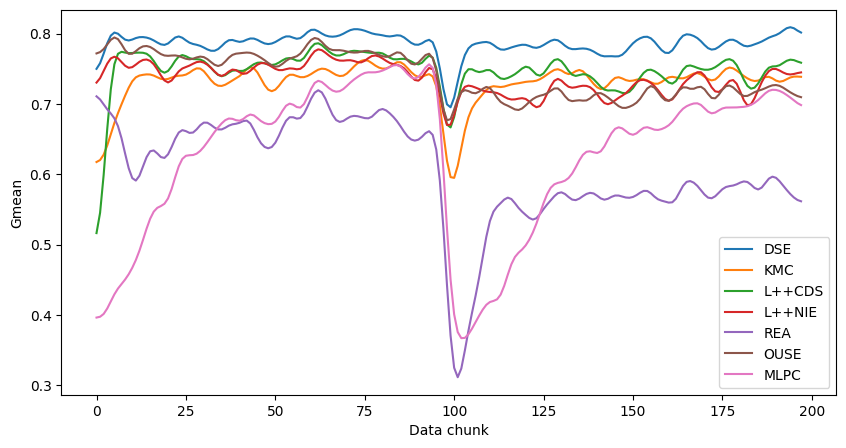 0.8
0.7
0.6
0.5
0.4
0.3
Gmean
0 25 50 75 100 125 150 175 200
Data chunk
DSE
KMC
L++CDS
L++NIE
REA
OUSE
MLPC